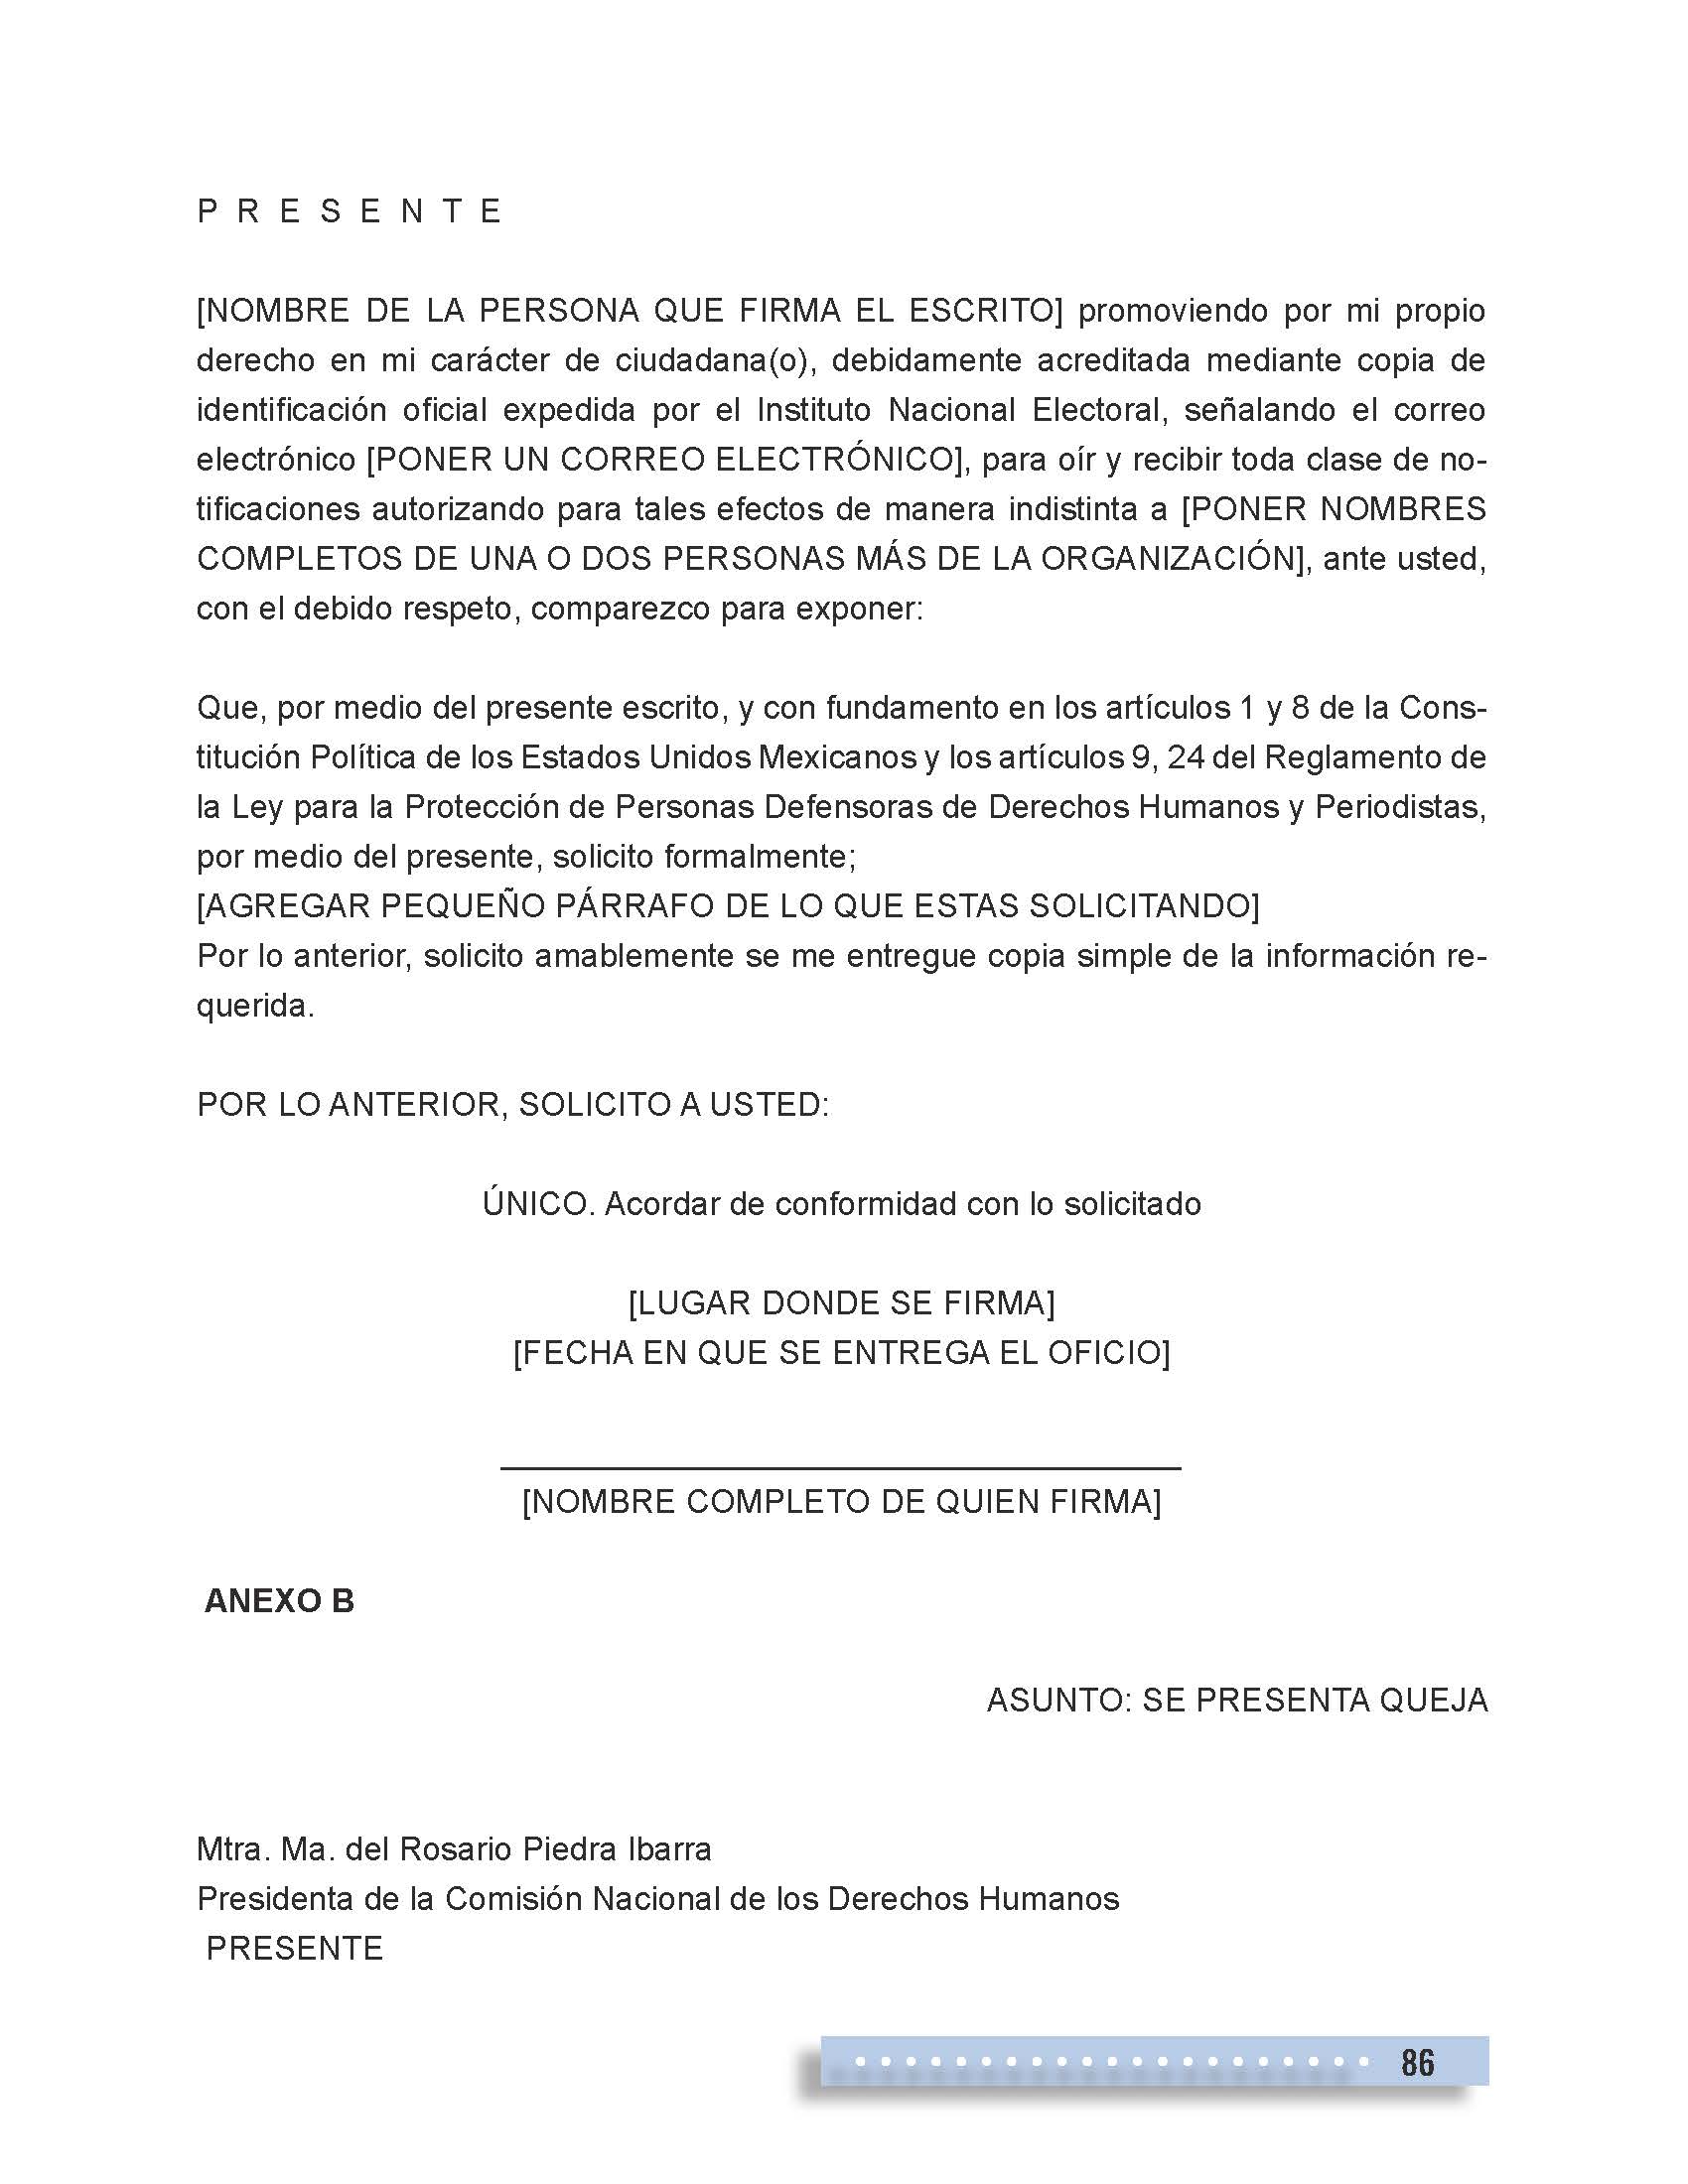 P R E S E N T E
[NOMBRE DE LA PERSONA QUE FIRMA EL ESCRITO] promoviendo por mi propio
derecho en mi carácter de ciudadana(o), debidamente acreditada mediante copia de
identificación oficial expedida por el Instituto Nacional Electoral, señalando el correo
electrónico [PONER UN CORREO ELECTRÓNICO], para oír y recibir toda clase de no-
tificaciones autorizando para tales efectos de manera indistinta a [PONER NOMBRES
COMPLETOS DE UNA O DOS PERSONAS MÁS DE LA ORGANIZACIÓN], ante usted,
con el debido respeto, comparezco para exponer:
Que, por medio del presente escrito, y con fundamento en los artículos 1 y 8 de la Cons-
titución Política de los Estados Unidos Mexicanos y los artículos 9, 24 del Reglamento de
la Ley para la Protección de Personas Defensoras de Derechos Humanos y Periodistas,
por medio del presente, solicito formalmente;
[AGREGAR PEQUEÑO PÁRRAFO DE LO QUE ESTAS SOLICITANDO]
Por lo anterior, solicito amablemente se me entregue copia simple de la información re-
querida.
POR LO ANTERIOR, SOLICITO A USTED:
ÚNICO. Acordar de conformidad con lo solicitado
[LUGAR DONDE SE FIRMA]
[FECHA EN QUE SE ENTREGA EL OFICIO]
[NOMBRE COMPLETO DE QUIEN FIRMA]
ANEXO B
ASUNTO: SE PRESENTA QUEJA
Mtra. Ma. del Rosario Piedra Ibarra
Presidenta de la Comisión Nacional de los Derechos Humanos
PRESENTE
86